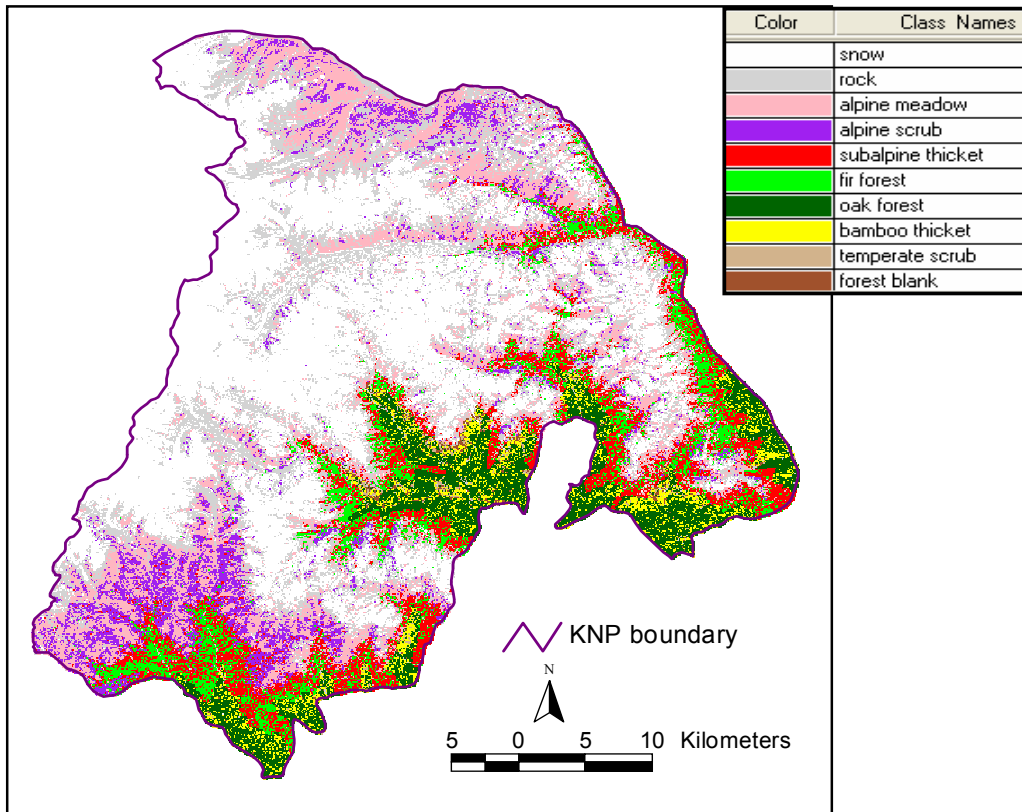 Color Class Names
snow
rock
alpine meadow
alpine scrub
subalpine thicket
fir forest
oak forest
bamboo thicket
temperate scrub
forest blank
KNP boundary
N
5 0 5 10 Kilometers